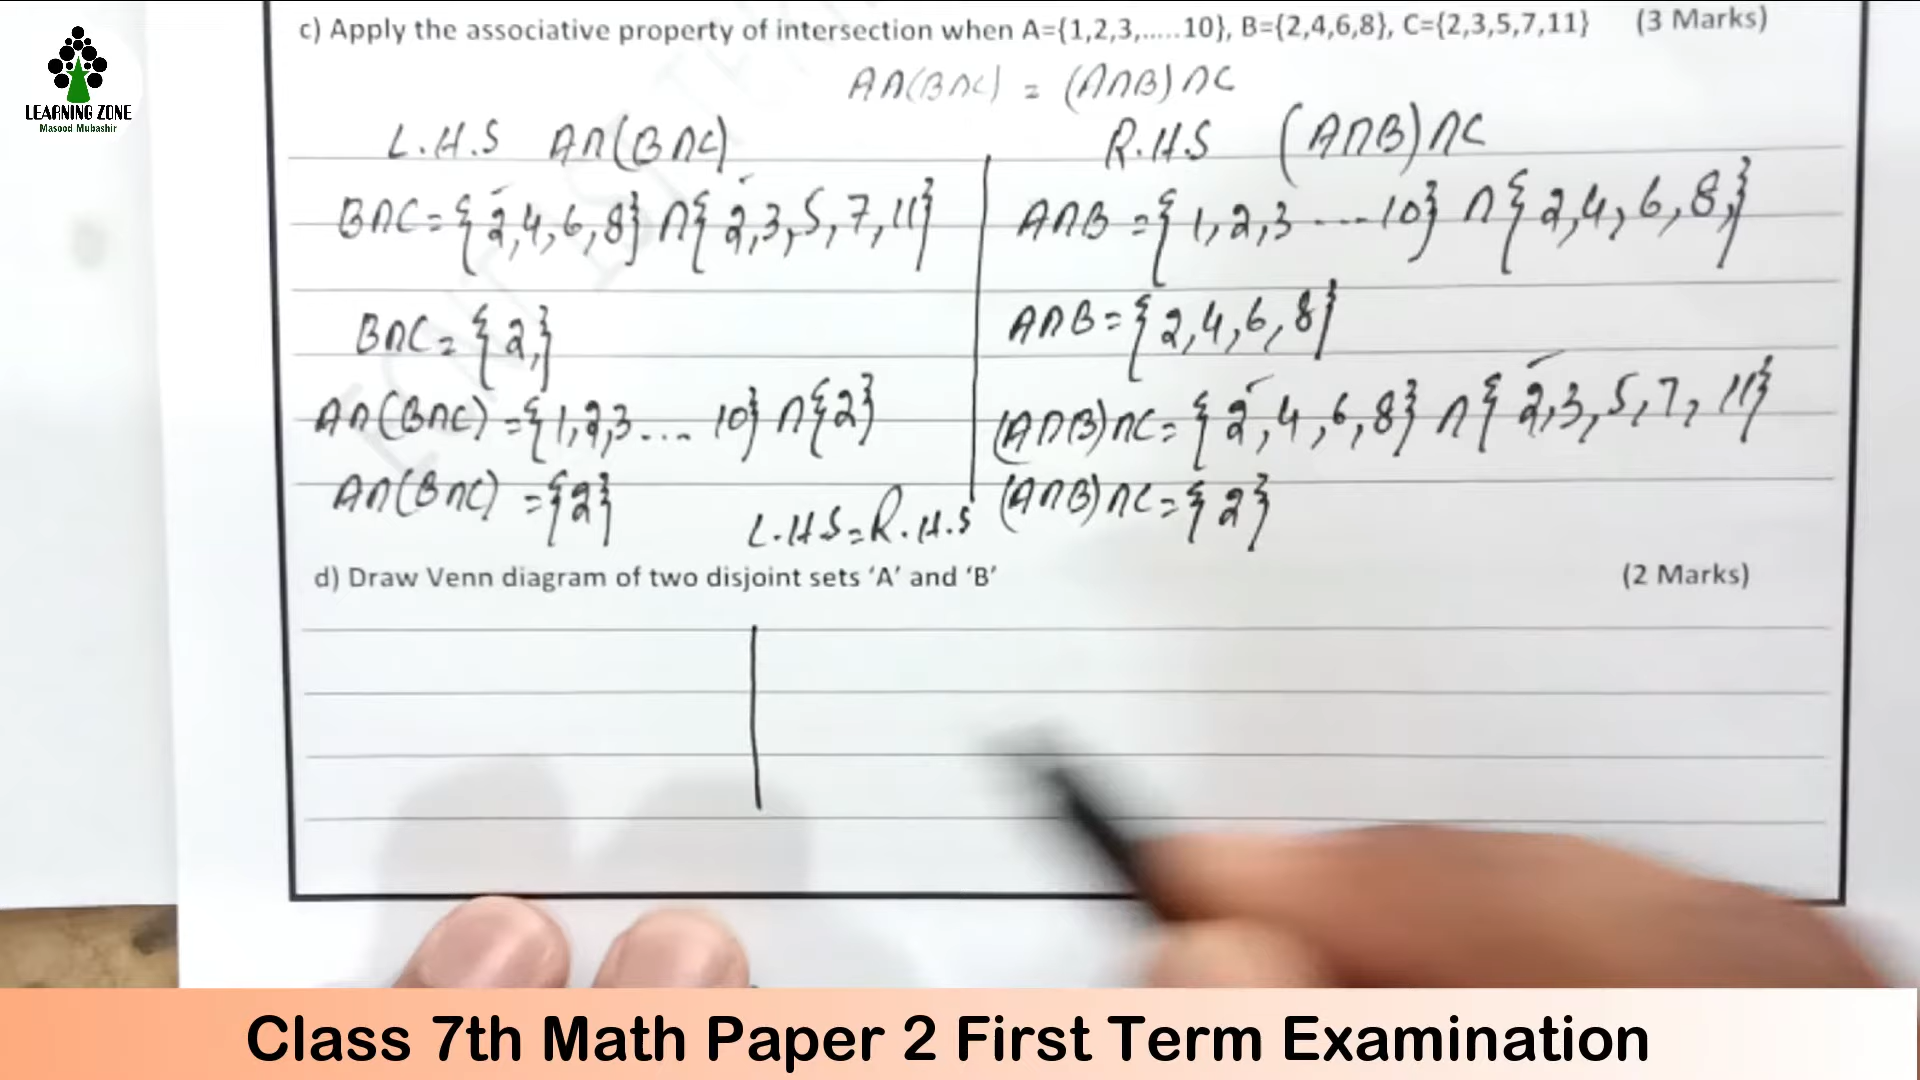 c) Apply the associative property of intersection when A={1,2,3,.....10}, B={2,4,6,8}, C={2,3,5,7,11} (3 Marks)
LEARNING ZONE
Masood Mubashir
A∩(B∩C) = (A∩B)∩C
L.H.S A∩(B∩C)
R.H.S (A∩B)∩C
B∩C={2,4,6,8}∩{2,3,5,7,11}
A∩B={1,2,3....10}∩{2,4,6,8,}
B∩C={2,}
A∩B={2,4,6,8}
A∩(B∩C)={1,2,3....10}∩{2}
(A∩B)∩C={2,4,6,8}∩{2,3,5,7,11}
A∩(B∩C)={2}
L.H.S=R.H.S
(A∩B)∩C={2}
d) Draw Venn diagram of two disjoint sets ‘A’ and ‘B’ (2 Marks)
Class 7th Math Paper 2 First Term Examination